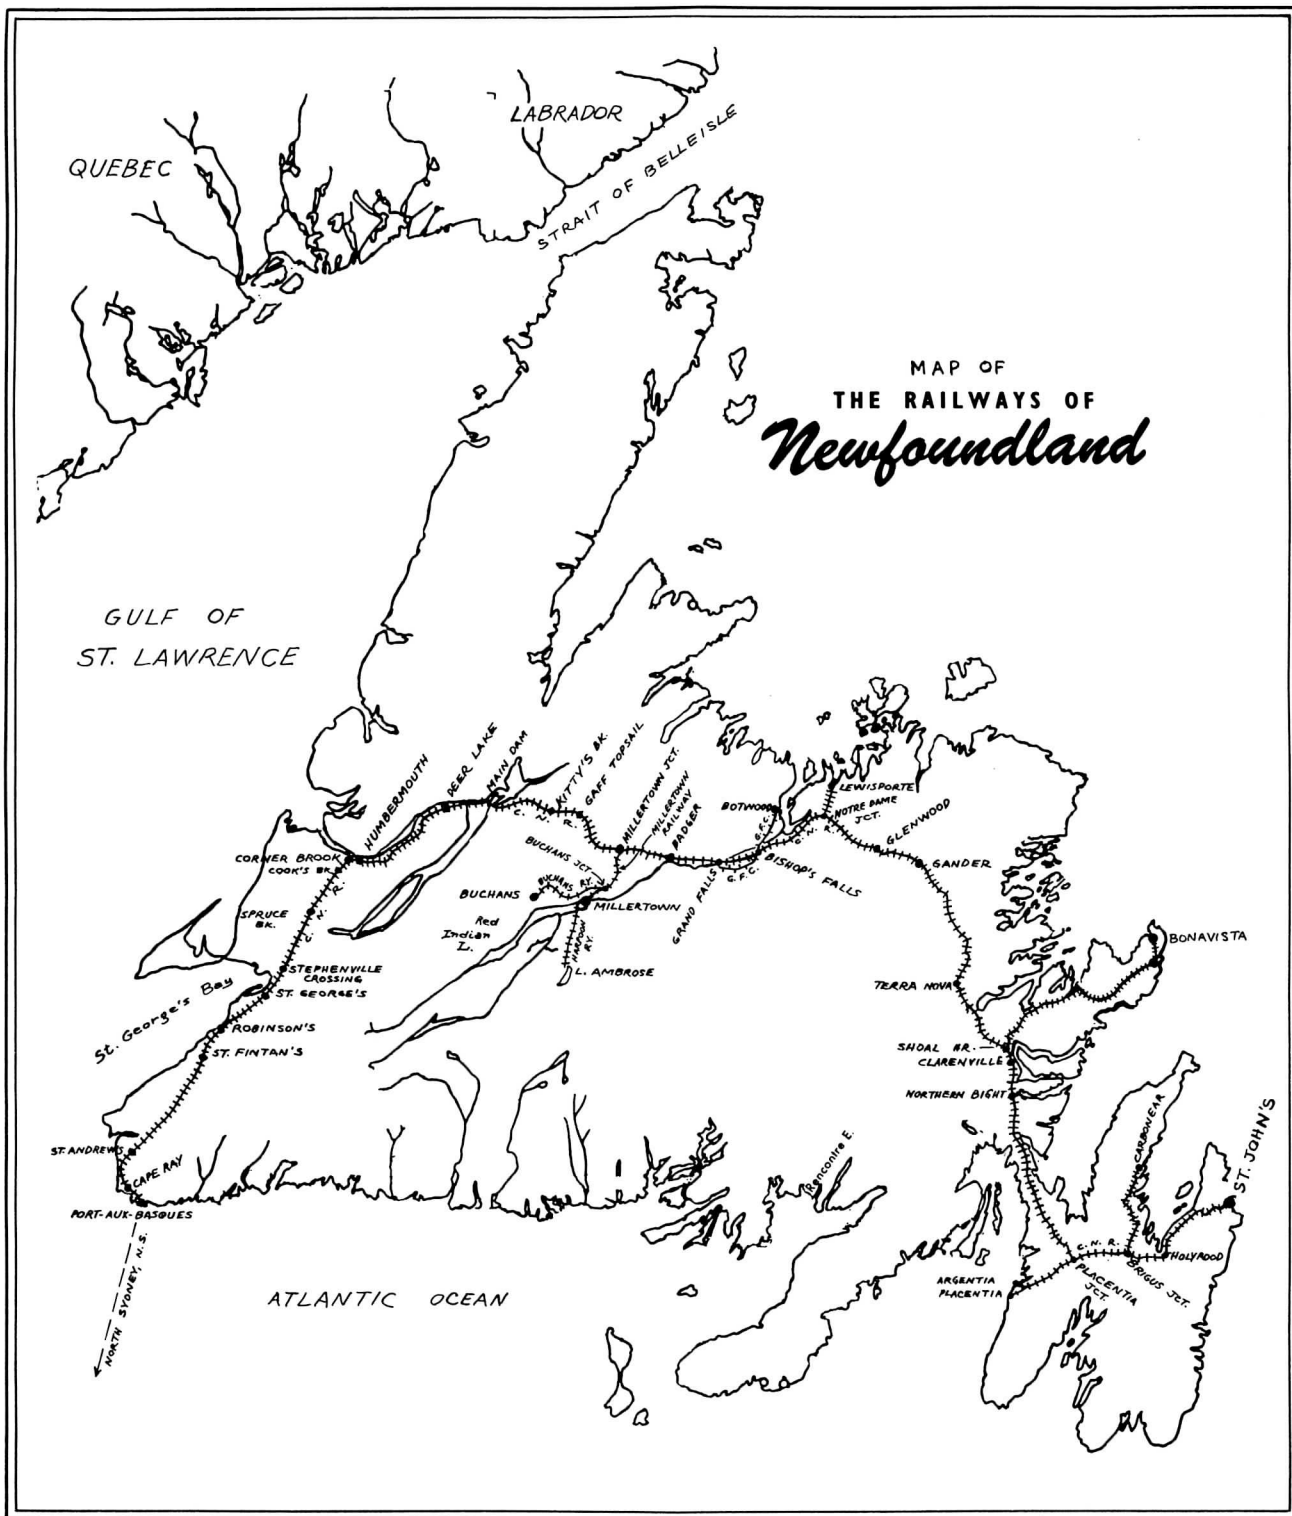 QUEBEC
LABRADOR
STRAIT OF BELLEISLE
MAP OF
THE RAILWAYS OF
Newfoundland
GULF OF
ST. LAWRENCE
HUMBERMOUTH
DEER LAKE
MAIN DAM
KITTY'S BK.
GAFF TOPSAIL
C. N. R.
MILLERTOWN JCT.
MILLERTOWN
RAILWAY
BADGER
BUCHANS JCT.
BUCHANS RY.
BUCHANS
MILLERTOWN
Red
Indian
L.
HARPOON
RY.
L. AMBROSE
GRAND FALLS
G.F.C.
BISHOP'S FALLS
G.F.C.
BOTWOOD
C.N.R.
LEWISPORTE
NOTRE DAME
JCT.
GLENWOOD
GANDER
CORNER BROOK
COOK'S BK.
C. N. R.
SPRUCE
BK.
STEPHENVILLE
CROSSING
ST. GEORGE'S
St. George's Bay
ROBINSON'S
ST. FINTAN'S
ST. ANDREWS
CAPE RAY
PORT-AUX-BASQUES
NORTH SYDNEY, N.S.
ATLANTIC OCEAN
Rencontre E.
BONAVISTA
TERRA NOVA
SHOAL HR.
CLARENVILLE
NORTHERN BIGHT
CARBONEAR
ST. JOHN'S
C. N. R.
HOLYROOD
BRIGUS JCT.
PLACENTIA
JCT.
ARGENTIA
PLACENTIA